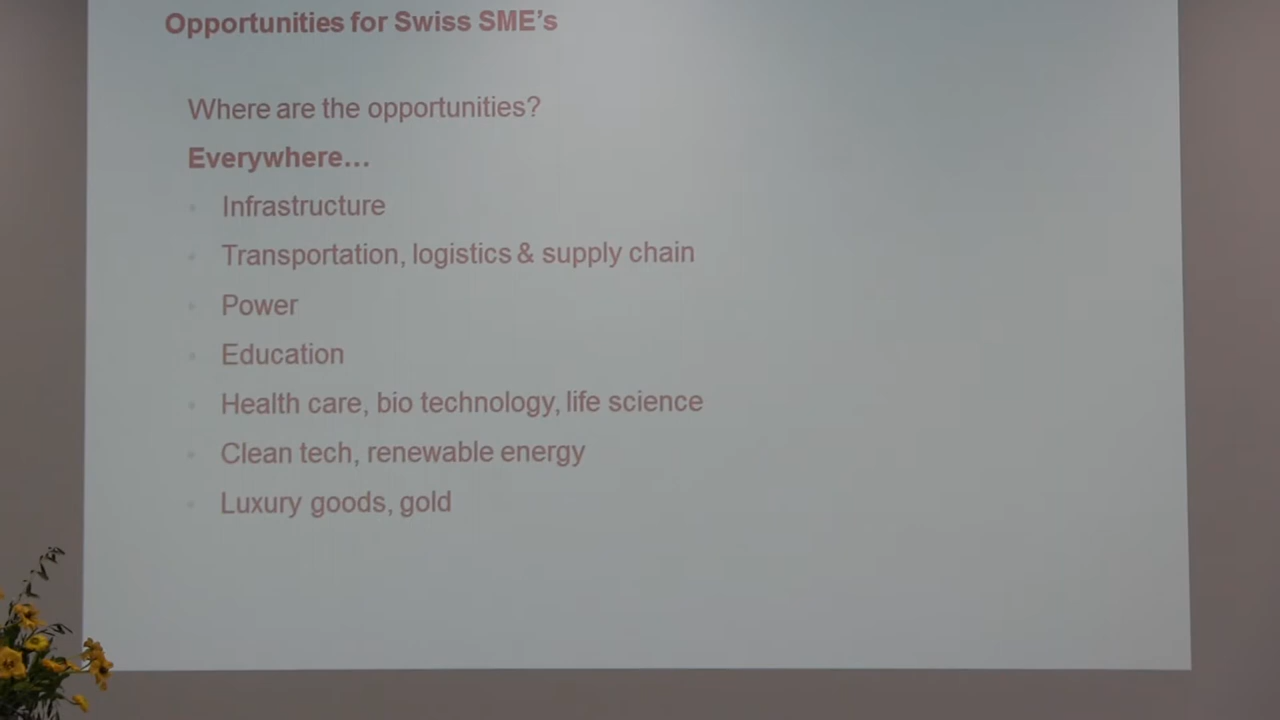 Opportunities for Swiss SME’s
Where are the opportunities?
Everywhere…
• Infrastructure
• Transportation, logistics & supply chain
• Power
• Education
• Health care, bio technology, life science
• Clean tech, renewable energy
• Luxury goods, gold